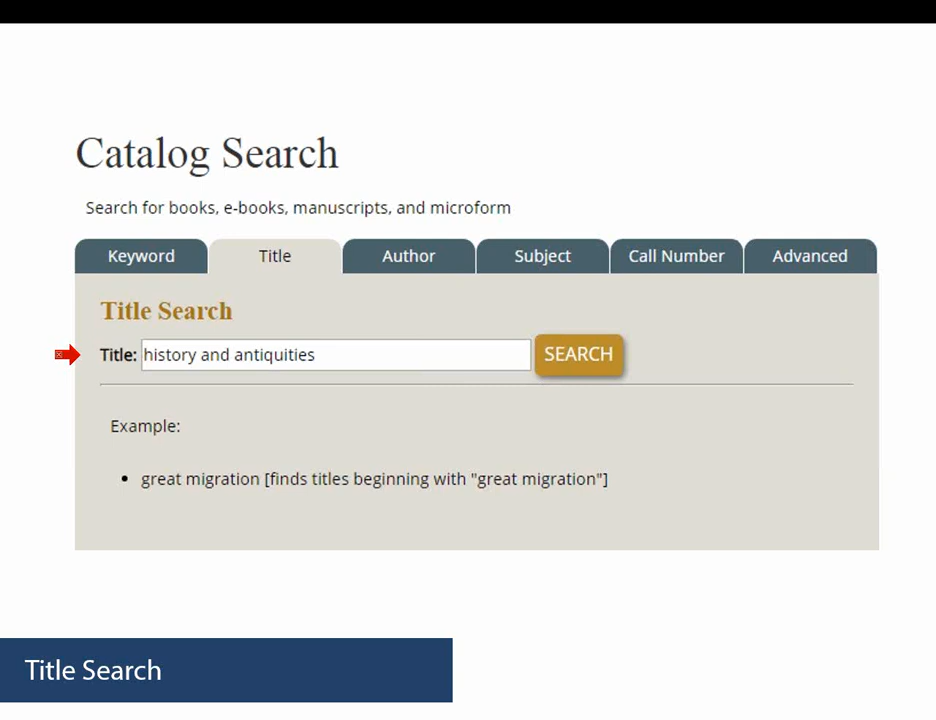 Catalog Search
Search for books, e-books, manuscripts, and microform
Keyword Title Author Subject Call Number Advanced
Title Search
Title: history and antiquities SEARCH
Example:
• great migration [finds titles beginning with "great migration"]
Title Search